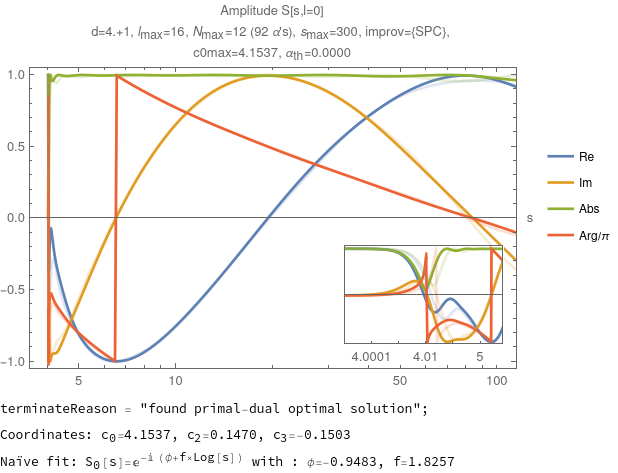 Amplitude S[s,l=0]
d=4.+1, lmax=16, Nmax=12 (92 α's), smax=300, improv={SPC},
c0max=4.1537, αth=0.0000
1.0
0.5
0.0
-0.5
-1.0
5
10
50
100
s
Re
Im
Abs
Arg/π
4.0001
4.01
5
terminateReason = "found primal-dual optimal solution";
Coordinates: c₀=4.1537, c₂=0.1470, c₃=-0.1503
Naïve fit: S₀[s]=e^-i (ϕ+f×Log[s]) with : ϕ=-0.9483, f=1.8257